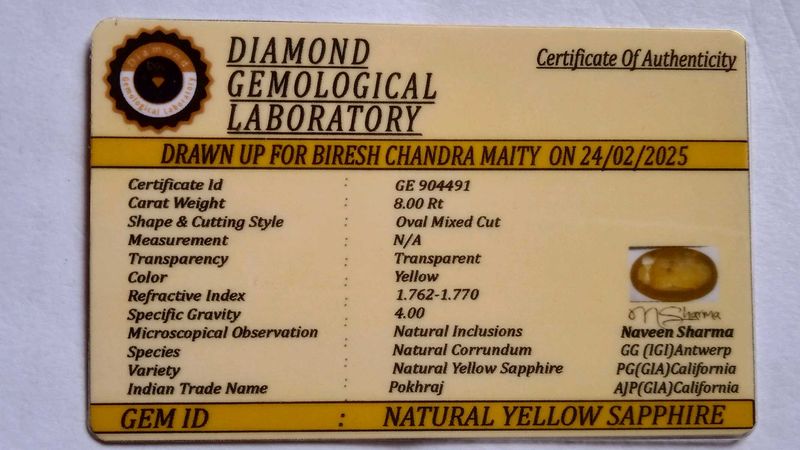 Diamond
Gemological Laboratory
DIAMOND
GEMOLOGICAL
LABORATORY
Certificate Of Authenticity
DRAWN UP FOR BIRESH CHANDRA MAITY ON 24/02/2025
Certificate Id : GE 904491
Carat Weight : 8.00 Rt
Shape & Cutting Style : Oval Mixed Cut
Measurement : N/A
Transparency : Transparent
Color : Yellow
Refractive Index : 1.762-1.770
Specific Gravity : 4.00
Microscopical Observation : Natural Inclusions
Species : Natural Corrundum
Variety : Natural Yellow Sapphire
Indian Trade Name : Pokhraj
NSharma
Naveen Sharma
GG (IGI)Antwerp
PG(GIA)California
AJP(GIA)California
GEM ID : NATURAL YELLOW SAPPHIRE